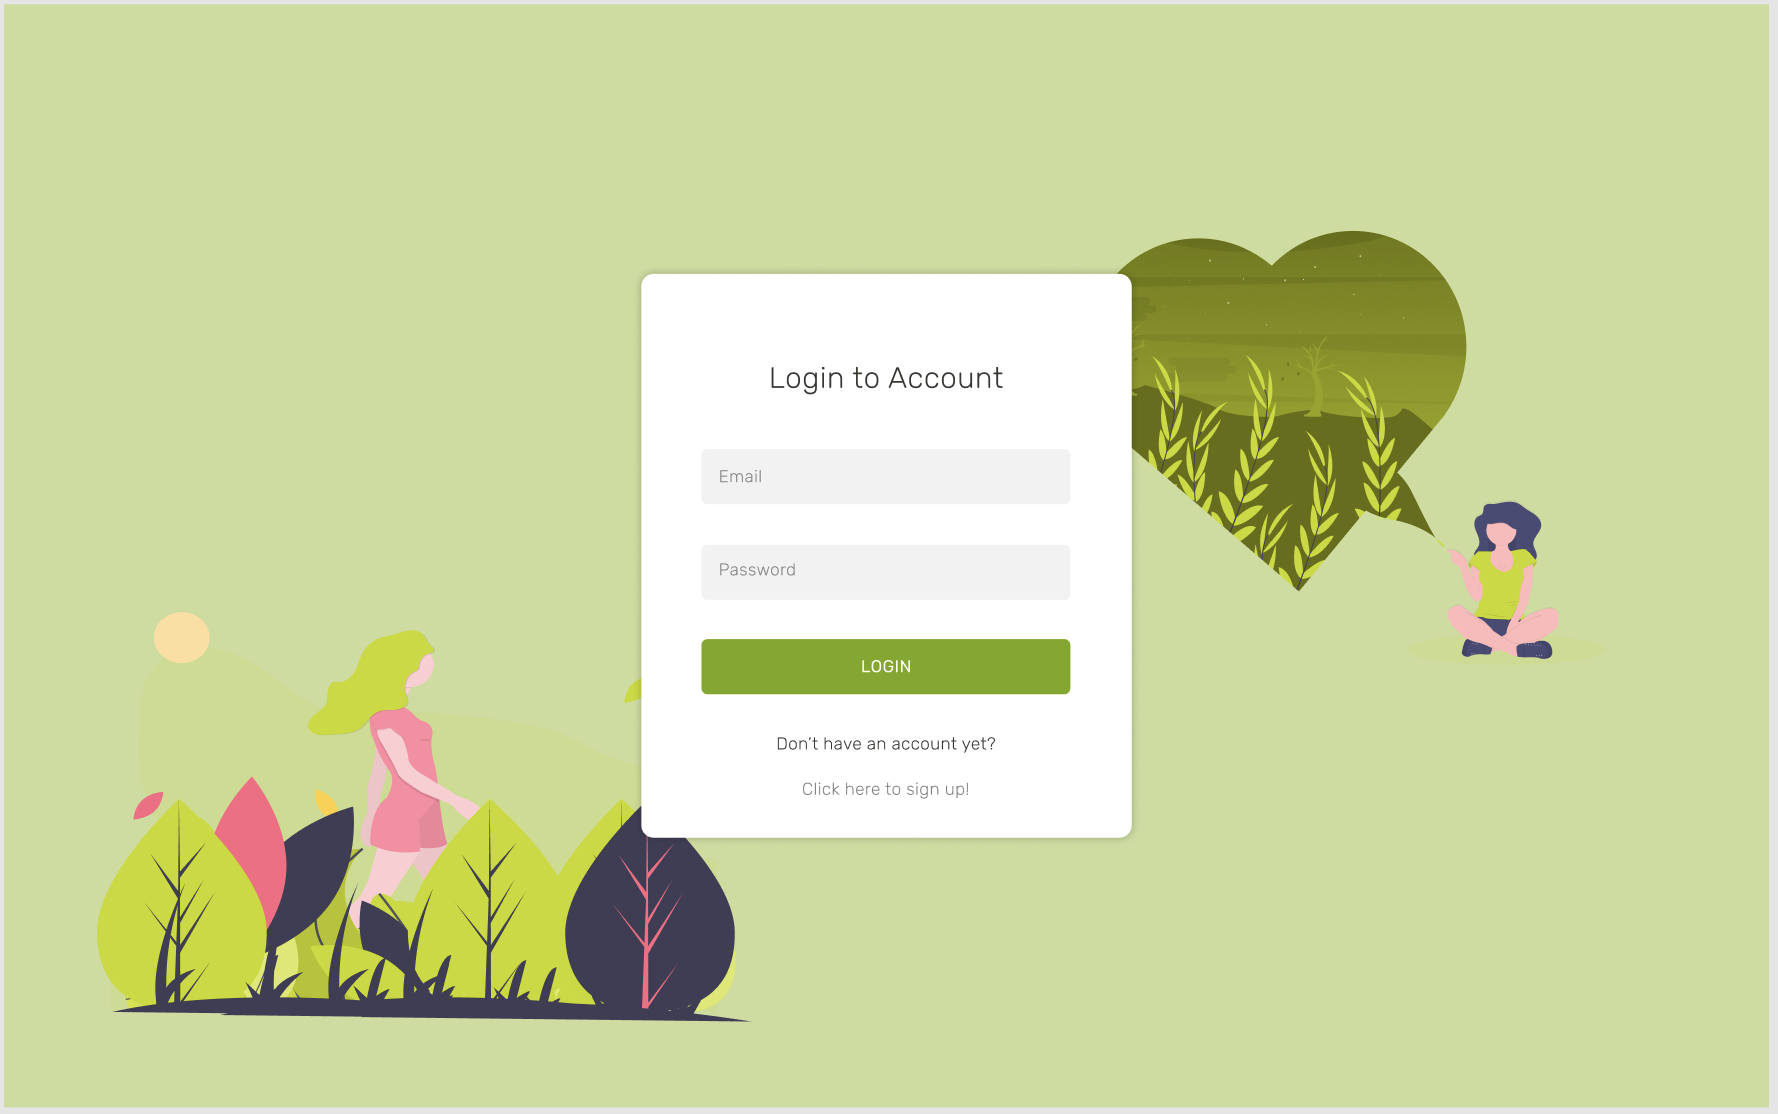 Login to Account
Email
Password
LOGIN
Don’t have an account yet?
Click here to sign up!